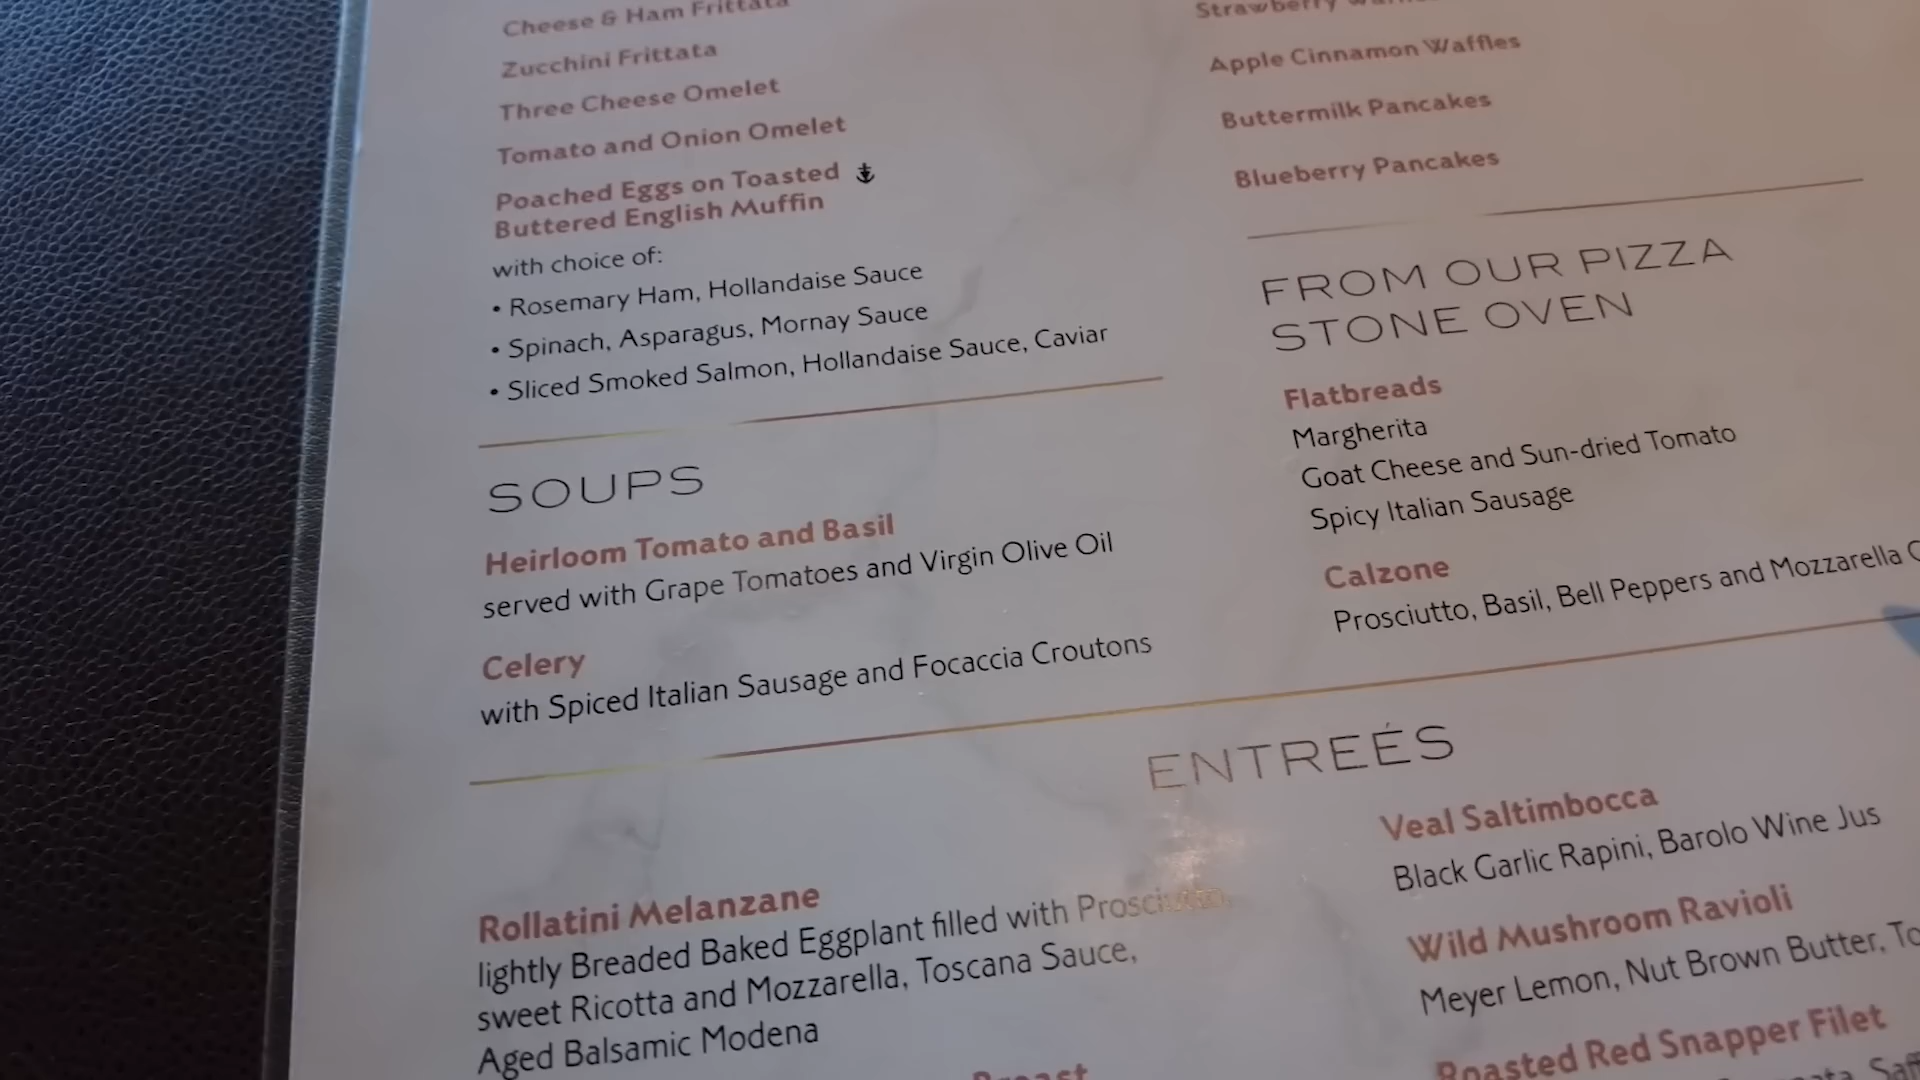 Cheese & Ham Frittata
Zucchini Frittata
Three Cheese Omelet
Tomato and Onion Omelet
Poached Eggs on Toasted
Buttered English Muffin
with choice of:
• Rosemary Ham, Hollandaise Sauce
• Spinach, Asparagus, Mornay Sauce
• Sliced Smoked Salmon, Hollandaise Sauce, Caviar
SOUPS
Heirloom Tomato and Basil
served with Grape Tomatoes and Virgin Olive Oil
Celery
with Spiced Italian Sausage and Focaccia Croutons
Strawberry
Apple Cinnamon Waffles
Buttermilk Pancakes
Blueberry Pancakes
FROM OUR PIZZA
STONE OVEN
Flatbreads
Margherita
Goat Cheese and Sun-dried Tomato
Spicy Italian Sausage
Calzone
Prosciutto, Basil, Bell Peppers and Mozzarella
ENTREÉS
Rollatini Melanzane
lightly Breaded Baked Eggplant filled with Prosciutto,
sweet Ricotta and Mozzarella, Toscana Sauce,
Aged Balsamic Modena
Veal Saltimbocca
Black Garlic Rapini, Barolo Wine Jus
Wild Mushroom Ravioli
Meyer Lemon, Nut Brown Butter,
Roasted Red Snapper Filet